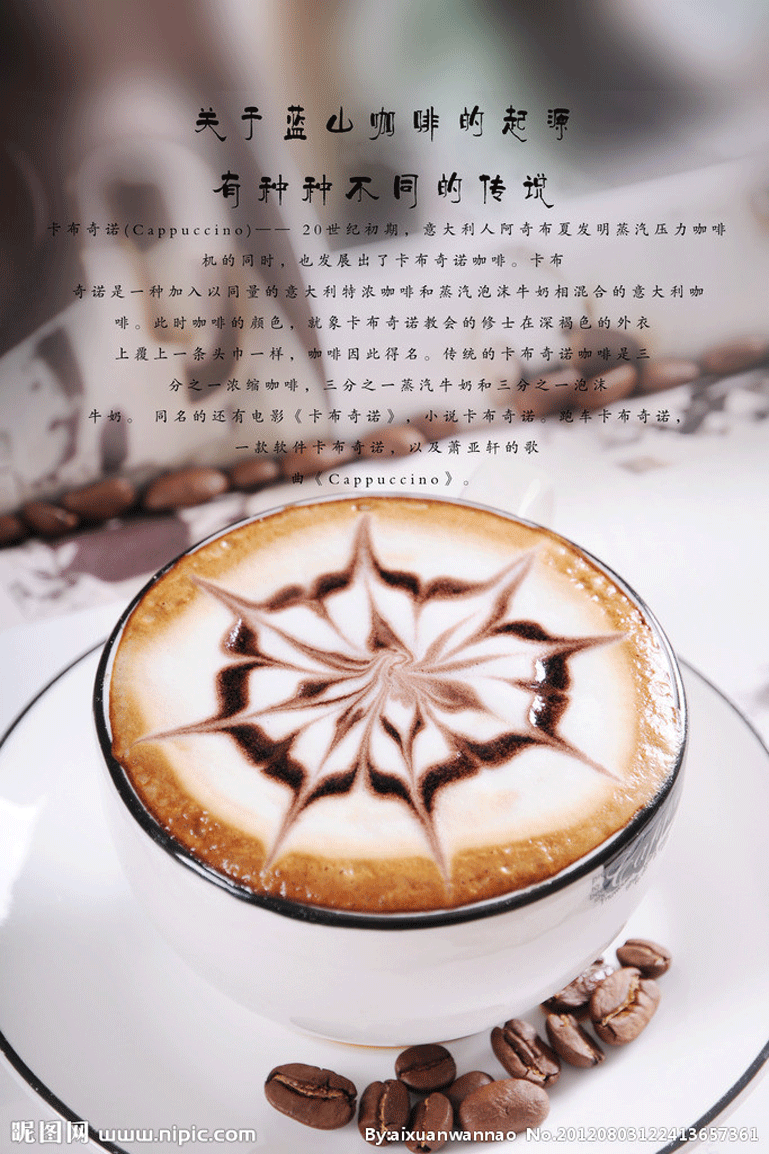 关于蓝山咖啡的起源
有种种不同的传说
卡布奇诺(Cappuccino)—— 20世纪初期，意大利人阿奇布夏发明蒸汽压力咖啡
机的同时，也发展出了卡布奇诺咖啡。卡布
奇诺是一种加入以同量的意大利特浓咖啡和蒸汽泡沫牛奶相混合的意大利咖
啡。此时咖啡的颜色，就象卡布奇诺教会的修士在深褐色的外衣
上覆上一条头巾一样，咖啡因此得名。传统的卡布奇诺咖啡是三
分之一浓缩咖啡，三分之一蒸汽牛奶和三分之一泡沫
牛奶。 同名的还有电影《卡布奇诺》，小说卡布奇诺。跑车卡布奇诺，
一款软件卡布奇诺，以及萧亚轩的歌
曲《Cappuccino》。
昵图网 www.nipic.com
By:aixuanwannao No.20120803122413657361